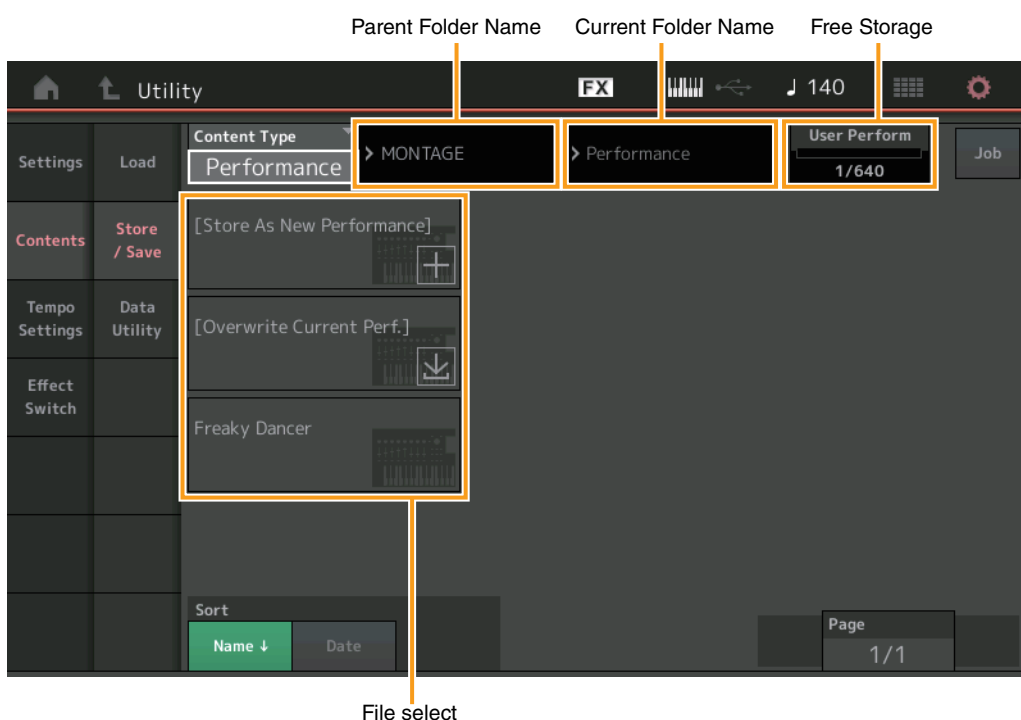 Parent Folder Name Current Folder Name Free Storage
Utility FX 140
Settings
Load
Content Type
Performance
> MONTAGE
> Performance
User Perform
1/640
Job
Contents
Store
/ Save
[Store As New Performance]
Tempo
Settings
Data
Utility
[Overwrite Current Perf.]
Effect
Switch
Freaky Dancer
Sort
Name ↓
Date
Page
1/1
File select